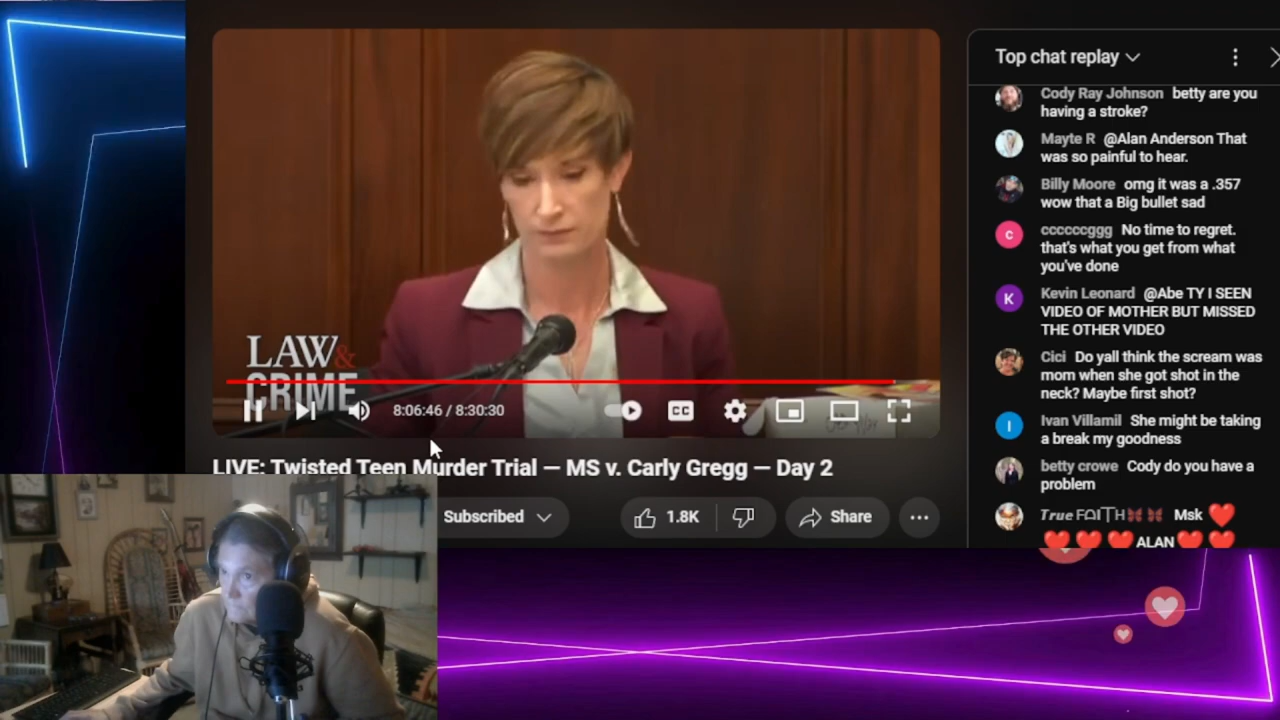 LAW&
CRIME
8:06:46 / 8:30:30
CC
LIVE: Twisted Teen Murder Trial — MS v. Carly Gregg — Day 2
Subscribed
1.8K
Share
Top chat replay
Cody Ray Johnson betty are you
having a stroke?
Mayte R @Alan Anderson That
was so painful to hear.
Billy Moore omg it was a .357
wow that a Big bullet sad
c
ccccccggg No time to regret.
that's what you get from what
you've done
K
Kevin Leonard @Abe TY I SEEN
VIDEO OF MOTHER BUT MISSED
THE OTHER VIDEO
Cici Do yall think the scream was
mom when she got shot in the
neck? Maybe first shot?
I
Ivan Villamil She might be taking
a break my goodness
betty crowe Cody do you have a
problem
True FAITH Msk ❤️
❤️❤️❤️ALAN❤️❤️